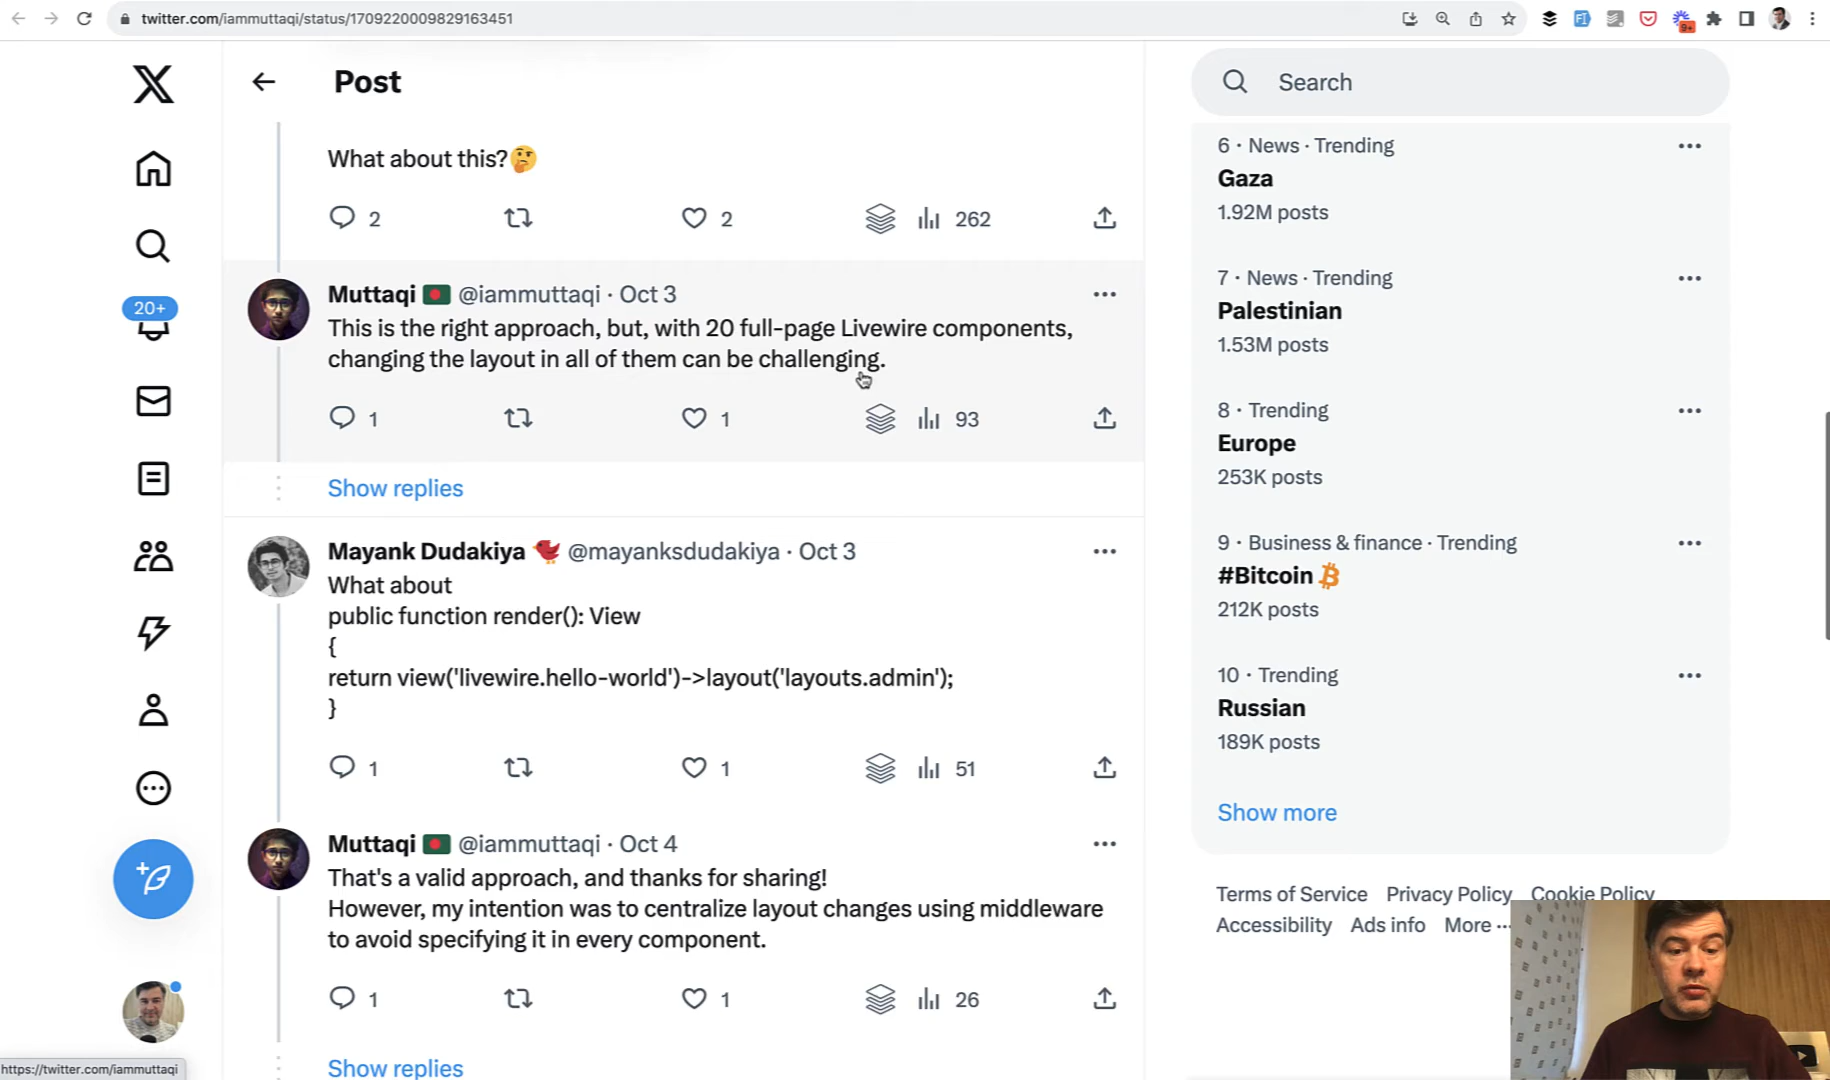 twitter.com/iammuttaqi/status/1709220009829163451
9+
Post
Search
What about this?🤔
2
2
262
20+
Muttaqi 🇧🇩 @iammuttaqi · Oct 3
This is the right approach, but, with 20 full-page Livewire components,
changing the layout in all of them can be challenging.
1
1
93
Show replies
Mayank Dudakiya @mayanksdudakiya · Oct 3
What about
public function render(): View
{
return view('livewire.hello-world')->layout('layouts.admin');
}
1
1
51
Muttaqi 🇧🇩 @iammuttaqi · Oct 4
That's a valid approach, and thanks for sharing!
However, my intention was to centralize layout changes using middleware
to avoid specifying it in every component.
1
1
26
Show replies
6 · News · Trending
Gaza
1.92M posts
7 · News · Trending
Palestinian
1.53M posts
8 · Trending
Europe
253K posts
9 · Business & finance · Trending
#Bitcoin
212K posts
10 · Trending
Russian
189K posts
Show more
Terms of Service Privacy Policy Cookie Policy
Accessibility Ads info More ···
https://twitter.com/iammuttaqi